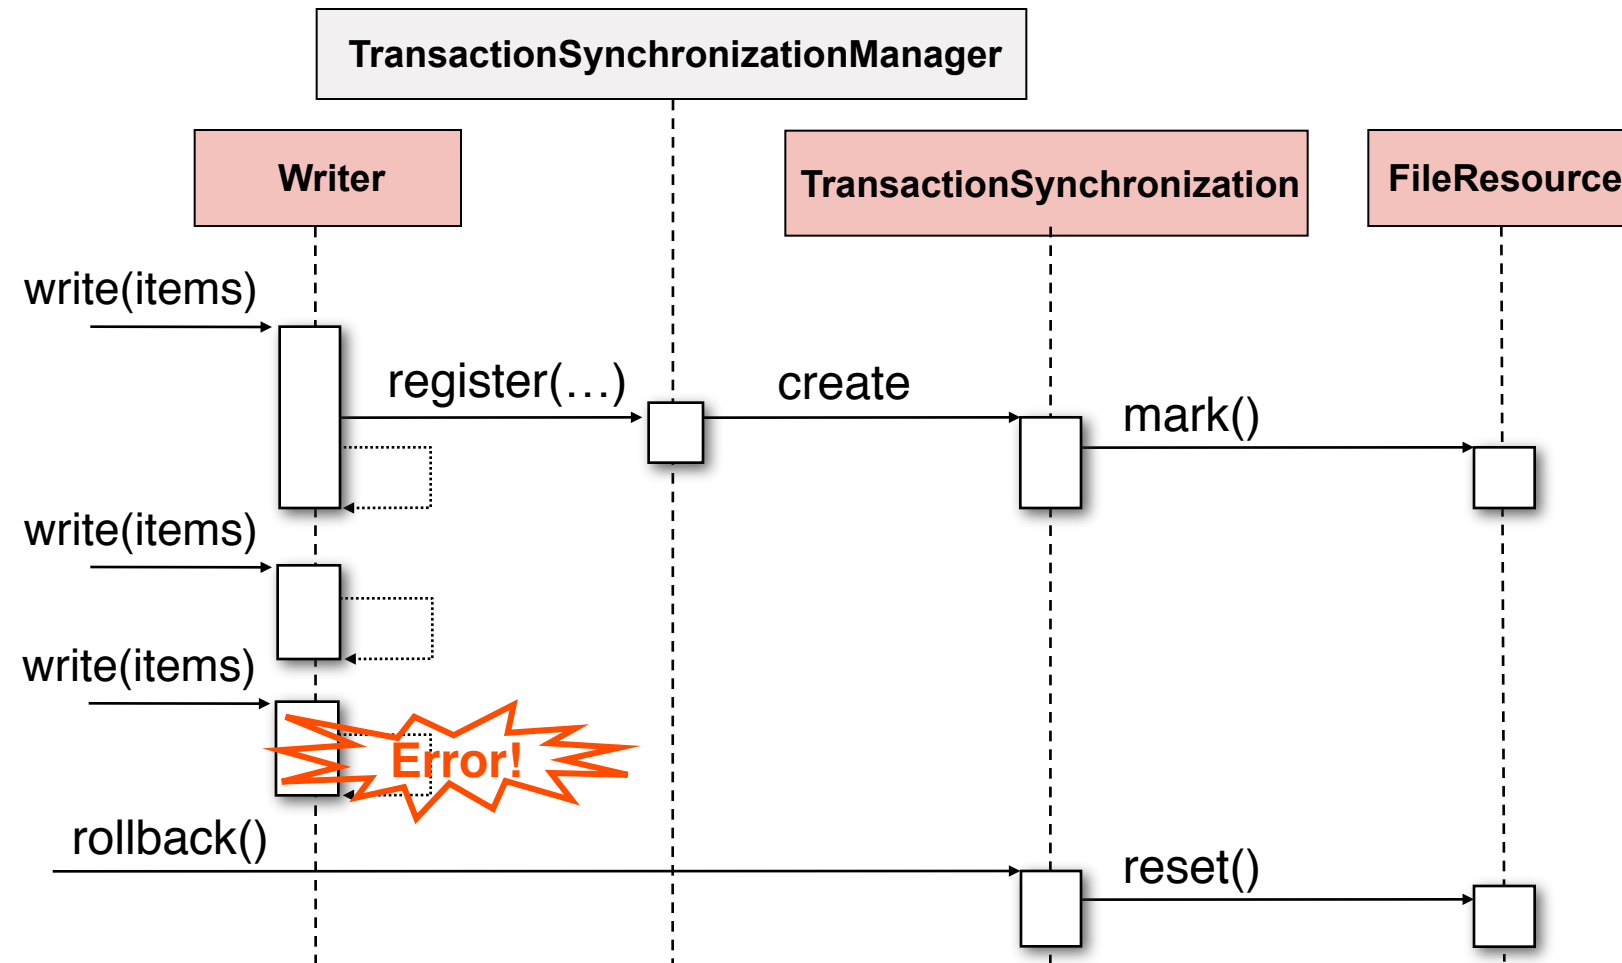 TransactionSynchronizationManager
Writer
TransactionSynchronization
FileResource
write(items)
register(…)
create
mark()
write(items)
write(items)
Error!
rollback()
reset()